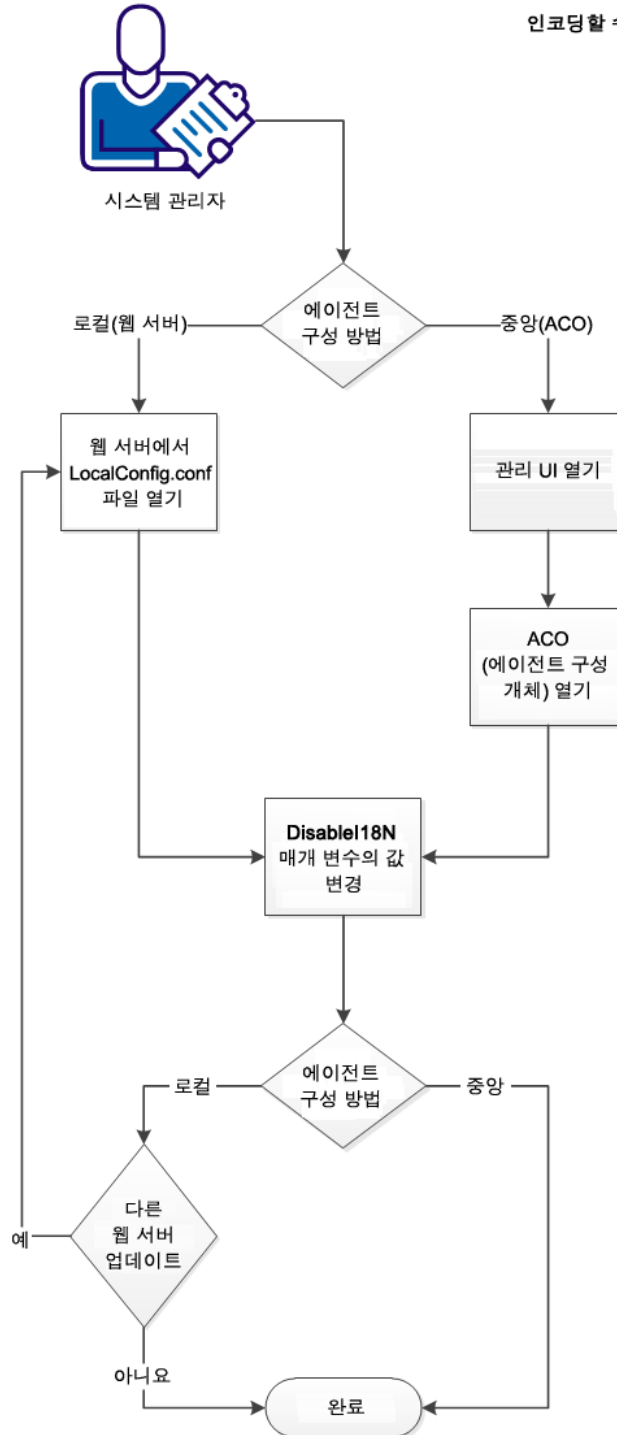 인코딩할
시스템 관리자
에이전트
구성 방법
로컬(웹 서버)
중앙(ACO)
웹 서버에서
LocalConfig.conf
파일 열기
관리 UI 열기
ACO
(에이전트 구성
개체) 열기
DisableI18N
매개 변수의 값
변경
에이전트
구성 방법
로컬
중앙
다른
웹 서버
업데이트
예
아니요
완료